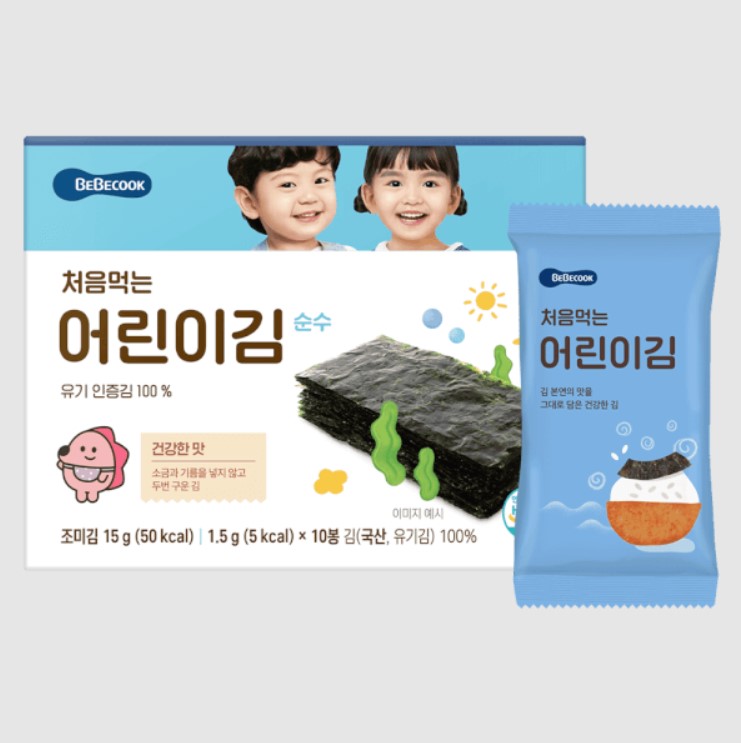 BEBECOOK
처음먹는
어린이김 순수
유기 인증김 100 %
건강한 맛
소금과 기름을 넣지 않고
두번 구운 김
이미지 예시
조미김 15 g (50 kcal) | 1.5 g (5 kcal) × 10봉 김(국산, 유기김) 100%
BEBECOOK
처음먹는
어린이김
김 본연의 맛을
그대로 담은 건강한 김